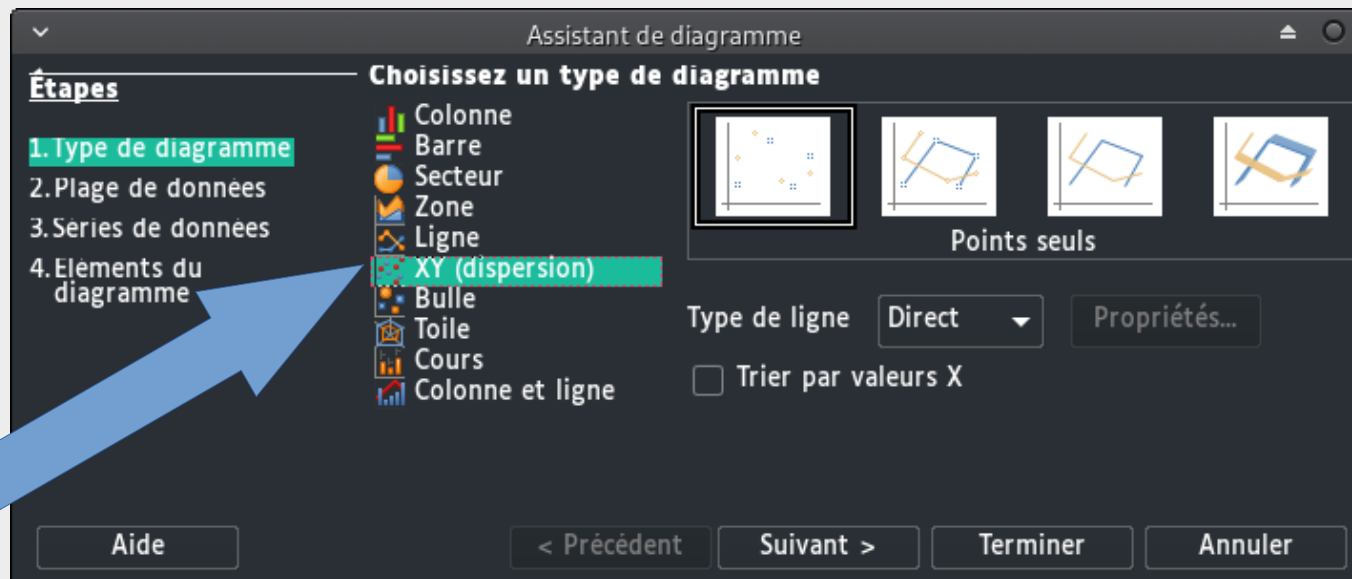 Assistant de diagramme
Étapes
1. Type de diagramme
2. Plage de données
3. Séries de données
4. Éléments du
diagramme
Choisissez un type de diagramme
Colonne
Barre
Secteur
Zone
Ligne
XY (dispersion)
Bulle
Toile
Cours
Colonne et ligne
Points seuls
Type de ligne
Direct
Propriétés...
Trier par valeurs X
Aide
< Précédent
Suivant >
Terminer
Annuler